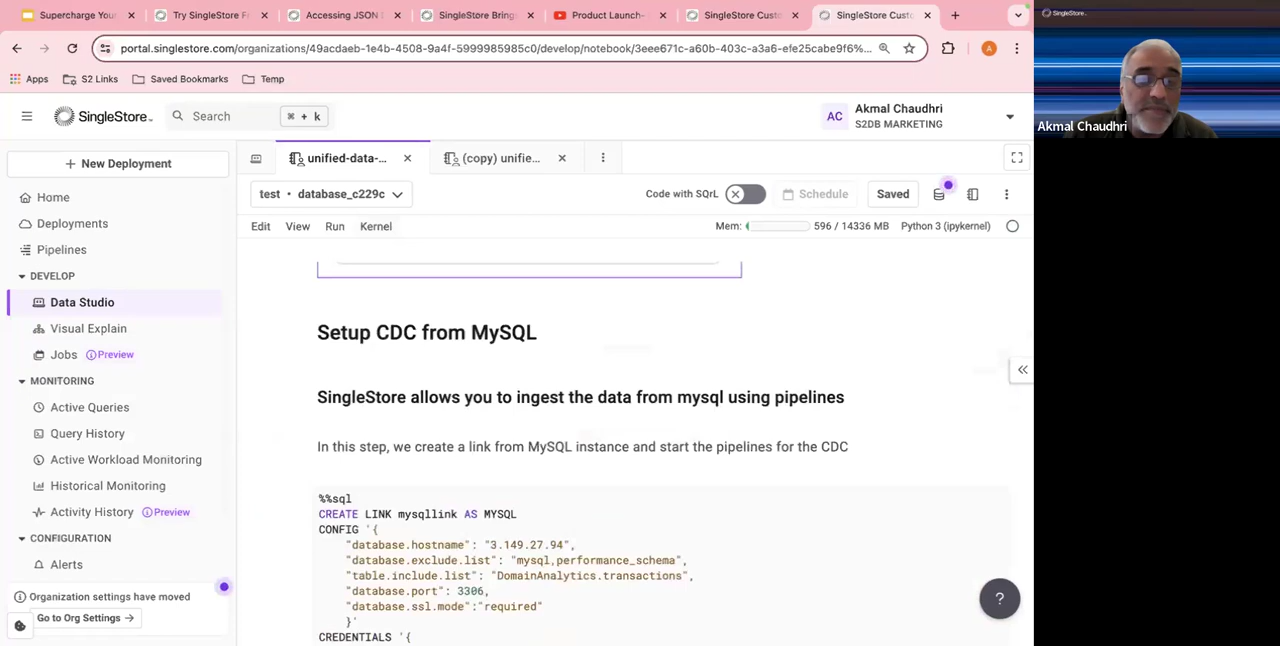 Supercharge Your
Try SingleStore F
Accessing JSON
SingleStore Bring
Product Launch-
SingleStore Cust
SingleStore Cust
portal.singlestore.com/organizations/49acdaeb-1e4b-4508-9a4f-5999985985c0/develop/notebook/3eee671c-a60b-403c-a3a6-efe25cabe9f6%...
A
Apps
S2 Links
Saved Bookmarks
Temp
SingleStore
Search
⌘ + k
AC
Akmal Chaudhri
S2DB MARKETING
+ New Deployment
Home
Deployments
Pipelines
DEVELOP
Data Studio
Visual Explain
Jobs
Preview
MONITORING
Active Queries
Query History
Active Workload Monitoring
Historical Monitoring
Activity History
Preview
CONFIGURATION
Alerts
Organization settings have moved
Go to Org Settings →
unified-data-...
(copy) unifie...
test • database_c229c
Code with SQrL
Schedule
Saved
Edit
View
Run
Kernel
Mem:
596 / 14336 MB
Python 3 (ipykernel)
Setup CDC from MySQL
SingleStore allows you to ingest the data from mysql using pipelines
In this step, we create a link from MySQL instance and start the pipelines for the CDC
%%sql
CREATE LINK mysqllink AS MYSQL
CONFIG '{
"database.hostname": "3.149.27.94",
"database.exclude.list": "mysql,performance_schema",
"table.include.list": "DomainAnalytics.transactions",
"database.port": 3306,
"database.ssl.mode":"required"
}'
CREDENTIALS '{
?
SingleStore
Akmal Chaudhri